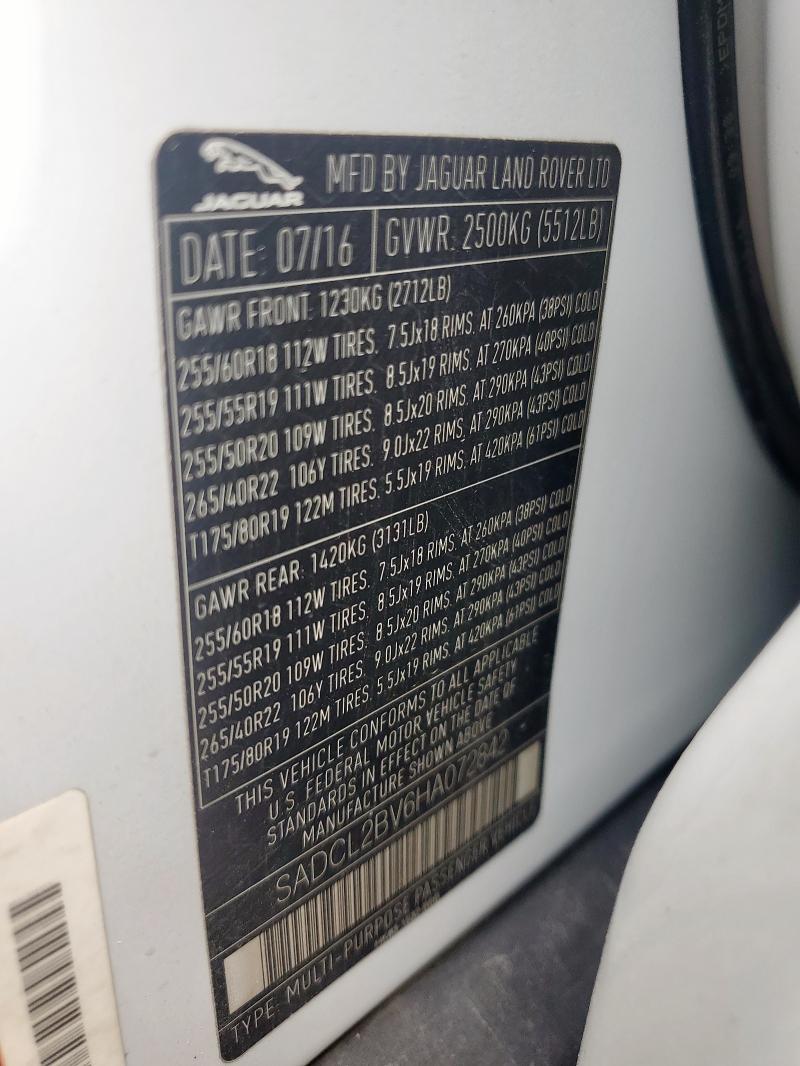 JAGUAR
MFD BY JAGUAR LAND ROVER LTD
DATE: 07/16
GVWR: 2500KG (5512LB)
GAWR FRONT: 1230KG (2712LB)
255/60R18 112W TIRES. 7.5Jx18 RIMS. AT 260KPA (38PSI) COLD
255/55R19 111W TIRES. 8.5Jx19 RIMS. AT 270KPA (40PSI) COLD
255/50R20 109W TIRES. 8.5Jx20 RIMS. AT 290KPA (43PSI) COLD
265/40R22 106Y TIRES. 9.0Jx22 RIMS. AT 290KPA (43PSI) COLD
T175/80R19 122M TIRES. 5.5Jx19 RIMS. AT 420KPA (61PSI) COLD
GAWR REAR: 1420KG (3131LB)
255/60R18 112W TIRES. 7.5Jx18 RIMS. AT 260KPA (38PSI) COLD
255/55R19 111W TIRES. 8.5Jx19 RIMS. AT 270KPA (40PSI) COLD
255/50R20 109W TIRES. 8.5Jx20 RIMS. AT 290KPA (43PSI) COLD
265/40R22 106Y TIRES. 9.0Jx22 RIMS. AT 290KPA (43PSI) COLD
T175/80R19 122M TIRES. 5.5Jx19 RIMS. AT 420KPA (61PSI) COLD
THIS VEHICLE CONFORMS TO ALL APPLICABLE
U.S. FEDERAL MOTOR VEHICLE SAFETY
STANDARDS IN EFFECT ON THE DATE OF
MANUFACTURE SHOWN ABOVE
SADCL2BV6HA072842
TYPE: MULTI-PURPOSE PASSENGER VEHICLE
EPDM